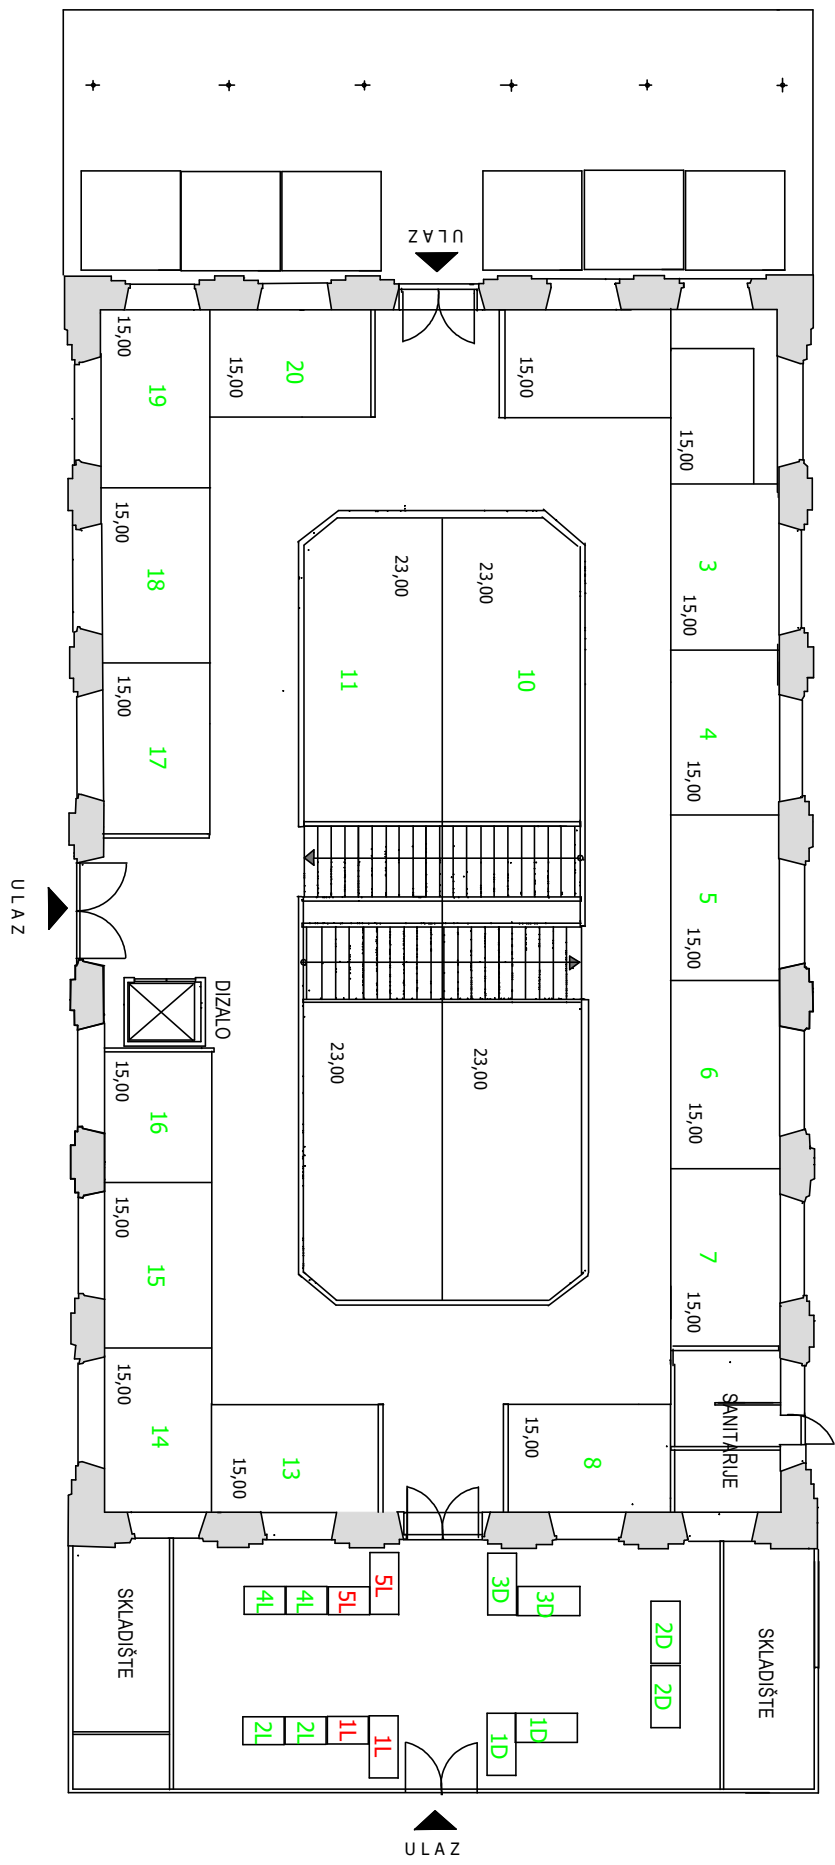 ULAZ
15,00
19
15,00
20
15,00
15,00
15,00
18
23,00
11
23,00
10
3
15,00
15,00
17
4
15,00
5
15,00
ULAZ
DIZALO
23,00
23,00
6
15,00
15,00
16
15,00
15
7
15,00
15,00
14
15,00
13
15,00
8
SANITARIJE
SKLADIŠTE
4L
4L
5L
5L
3D
3D
2D
2D
SKLADIŠTE
2L
2L
1L
1L
1D
1D
ULAZ